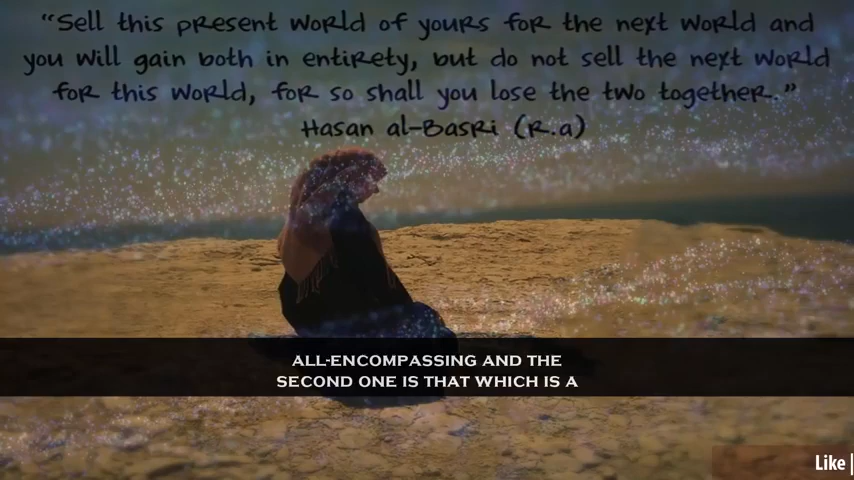 “Sell this present world of yours for the next world and
you will gain both in entirety, but do not sell the next world
for this world, for so shall you lose the two together.”
Hasan al-Basri (r.a)
ALL-ENCOMPASSING AND THE
SECOND ONE IS THAT WHICH IS A
Like |